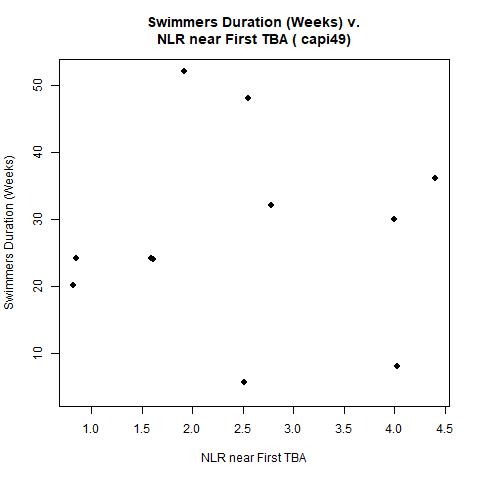 Swimmers Duration (Weeks) v.
NLR near First TBA ( capi49)
Swimmers Duration (Weeks)
50
40
30
20
10
1.0 1.5 2.0 2.5 3.0 3.5 4.0 4.5
NLR near First TBA